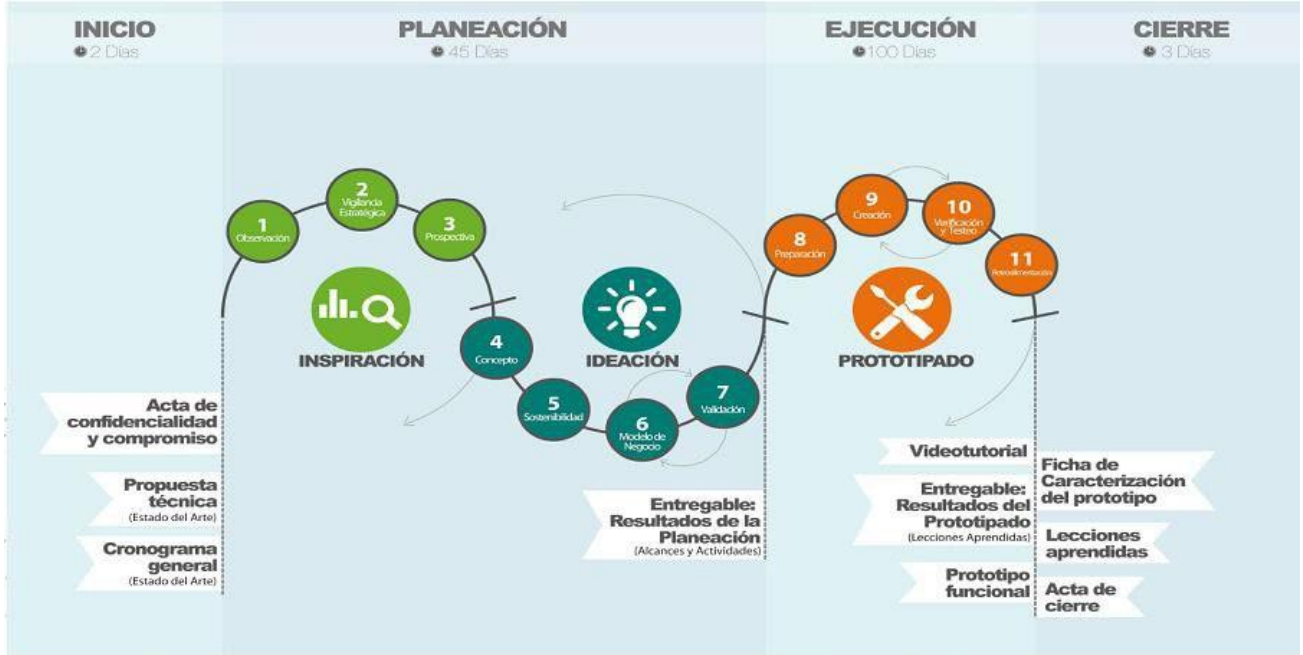 INICIO
2 Días
PLANEACIÓN
45 Días
EJECUCIÓN
100 Días
CIERRE
3 Días
1
Observación
2
Vigilancia
Estratégica
3
Prospectiva
INSPIRACIÓN
4
Concepto
5
Sostenibilidad
6
Modelo de
Negocio
7
Validación
IDEACIÓN
8
Preparación
9
Creación
10
Verificación
y Testeo
11
Retroalimentación
PROTOTIPADO
Acta de
confidencialidad
y compromiso
Propuesta
técnica
(Estado del Arte)
Cronograma
general
(Estado del Arte)
Entregable:
Resultados de la
Planeación
(Alcances y Actividades)
Videotutorial
Entregable:
Resultados del
Prototipado
(Lecciones Aprendidas)
Prototipo
funcional
Ficha de
Caracterización
del prototipo
Lecciones
aprendidas
Acta de
cierre